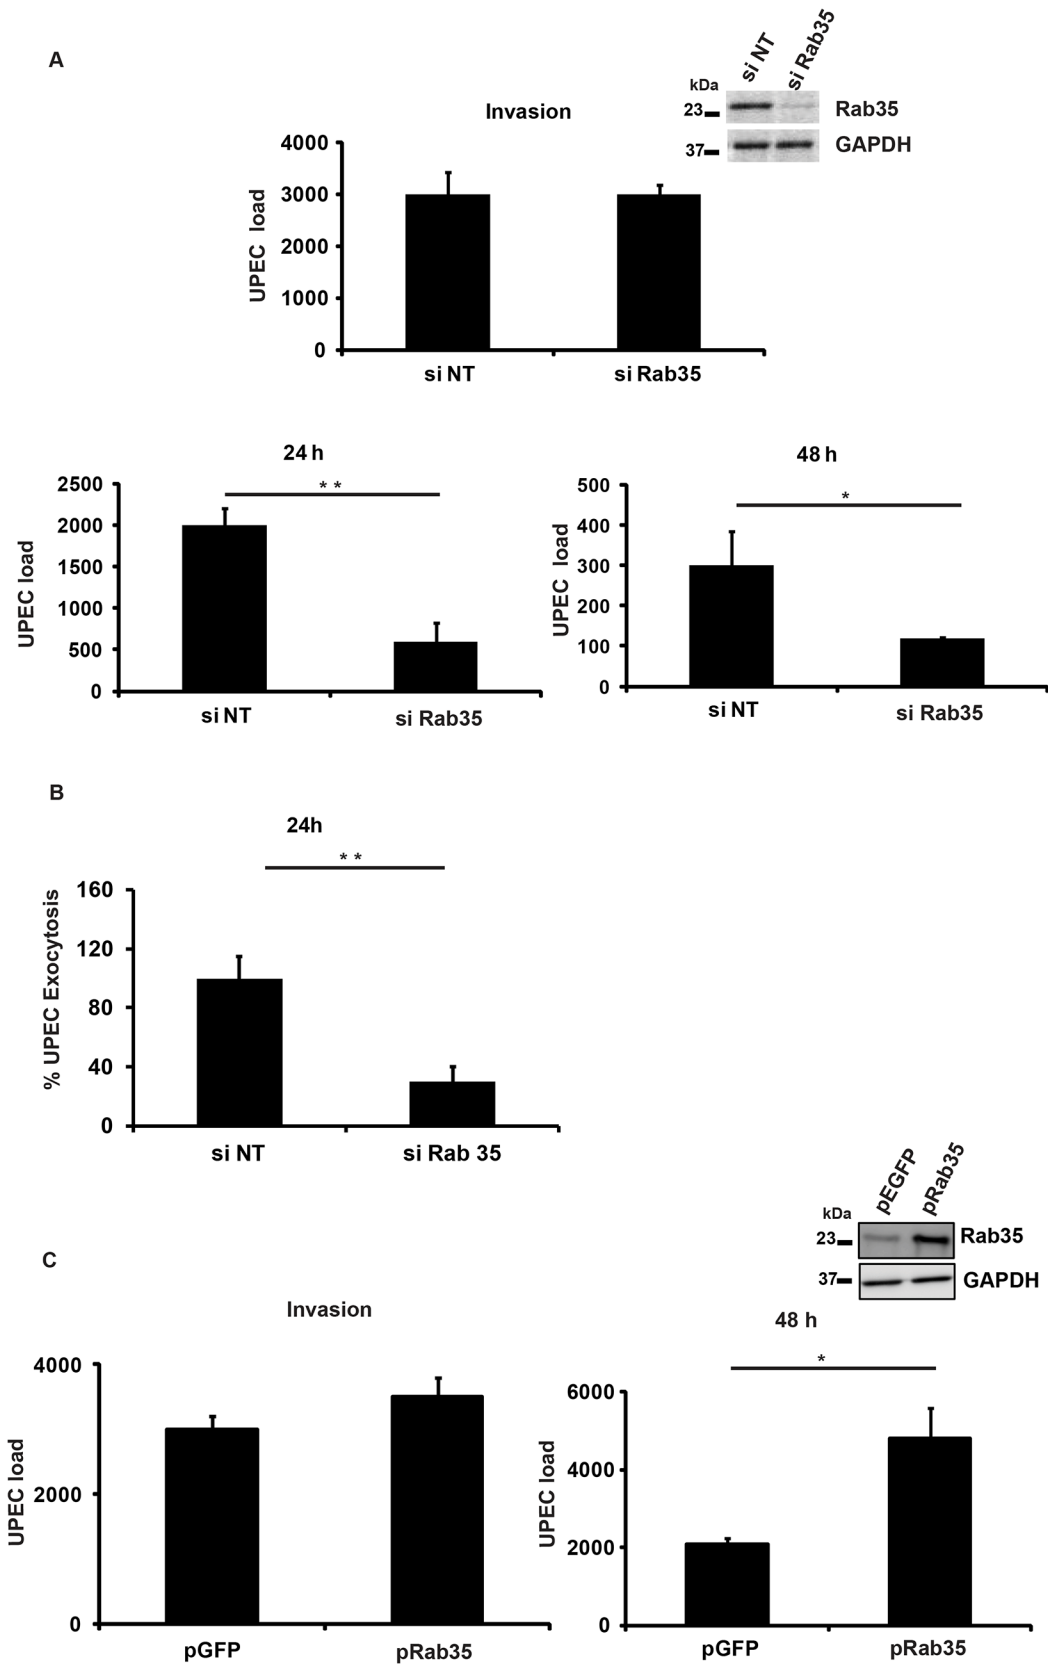 A
si NT
si Rab35
kDa
23
Rab35
37
GAPDH
Invasion
UPEC load
4000
3000
2000
1000
0
si NT
si Rab35
24 h
* *
UPEC load
2500
2000
1500
1000
500
0
si NT
si Rab35
48 h
*
UPEC load
500
400
300
200
100
0
si NT
si Rab35
B
24h
* *
% UPEC Exocytosis
160
120
80
40
0
si NT
si Rab 35
C
pEGFP
pRab35
kDa
23
Rab35
37
GAPDH
Invasion
UPEC load
4000
2000
0
pGFP
pRab35
48 h
*
UPEC load
6000
4000
2000
0
pGFP
pRab35